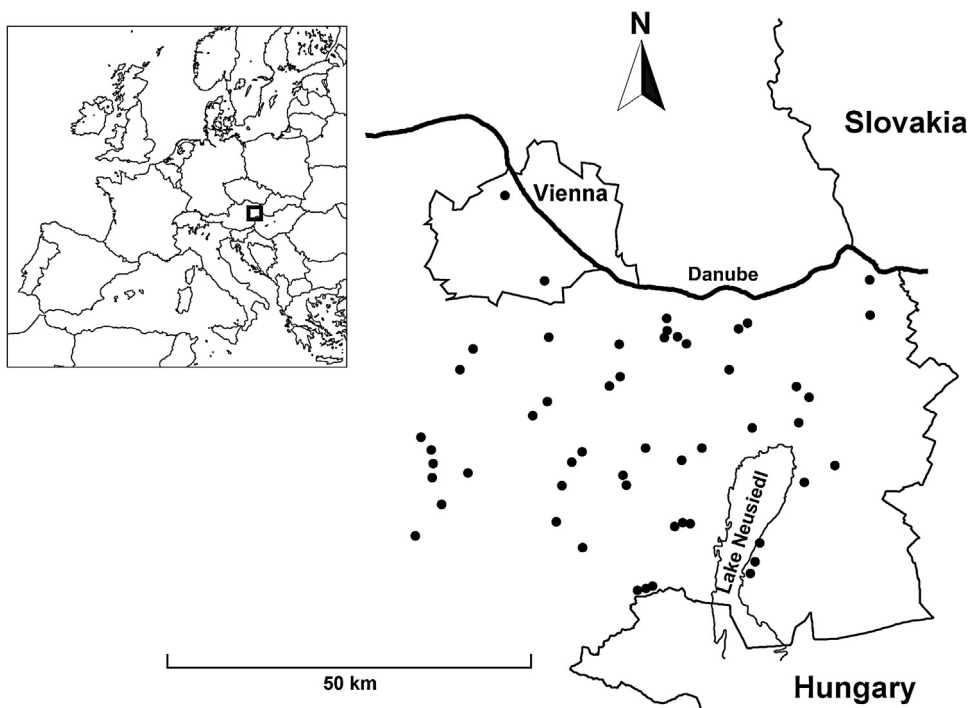 N
Slovakia
Vienna
Danube
Lake Neusiedl
50 km
Hungary